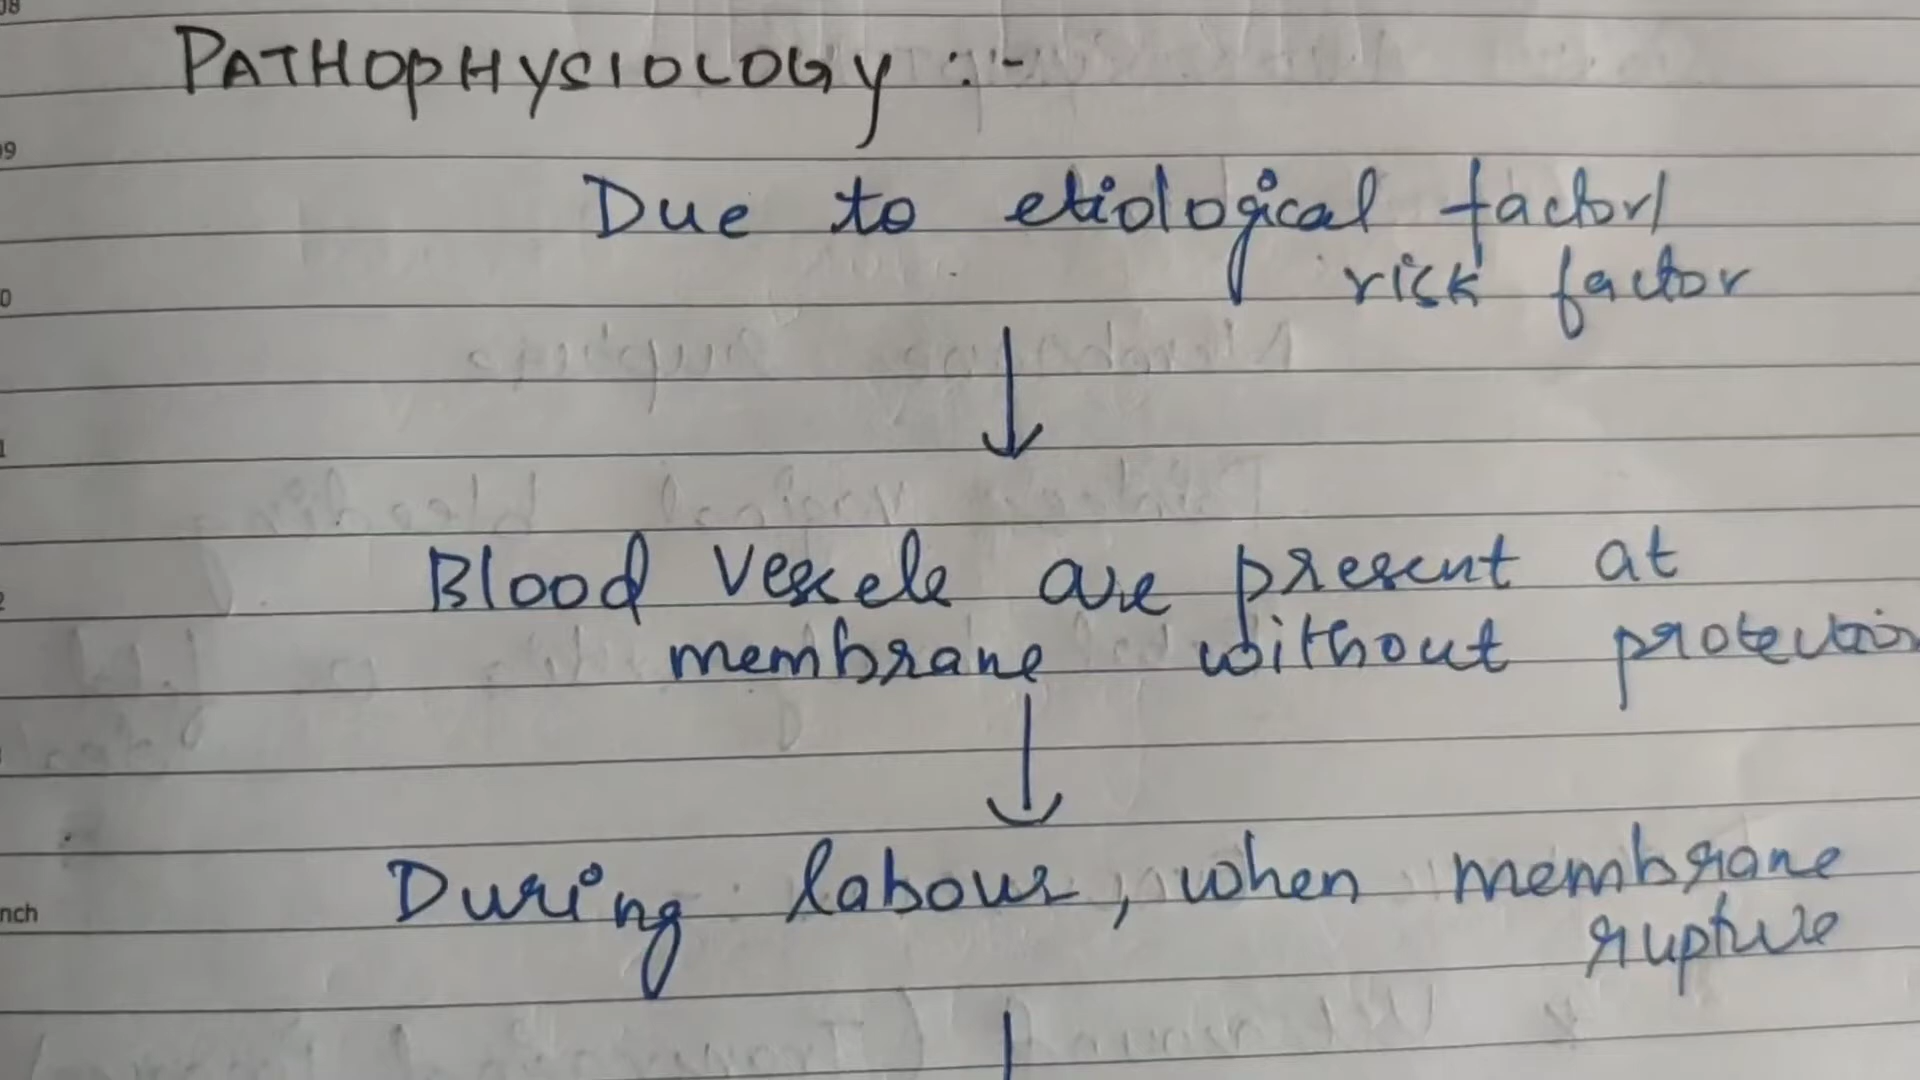 PATHOPHYSIOLOGY :-
Due to etiological factor/
risk factor
↓
Blood vessels are present at
membrane without protection
↓
During labour, when membrane
rupture